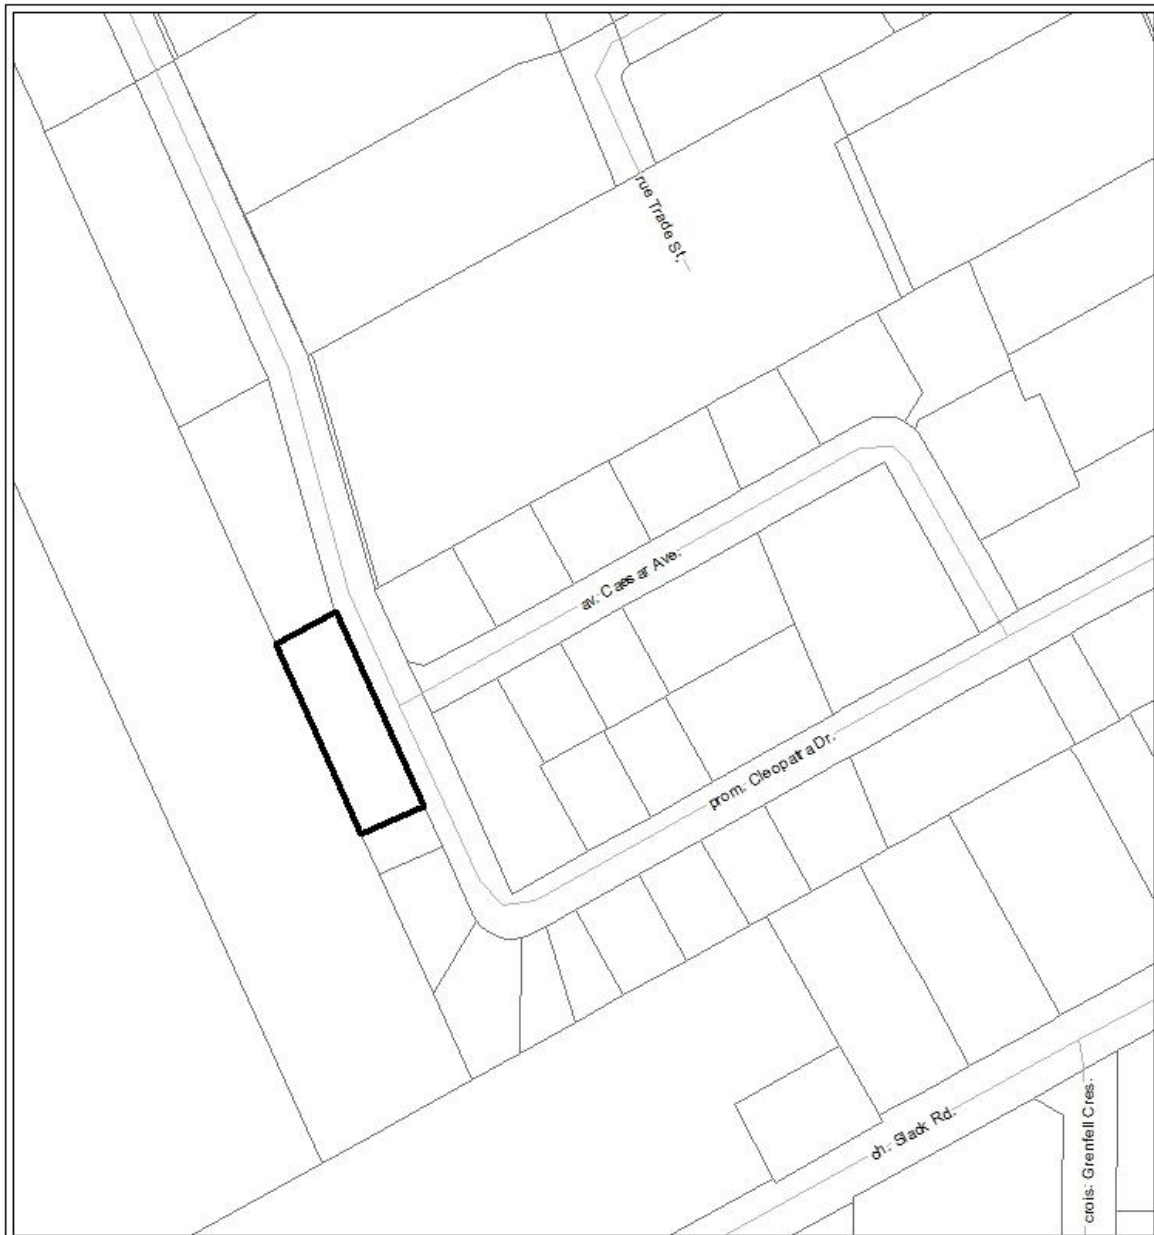 rue Trade St.
av. Caesar Ave.
prom. Cleopatra Dr.
ch. Slack Rd.
crois. Grenfell Cres.